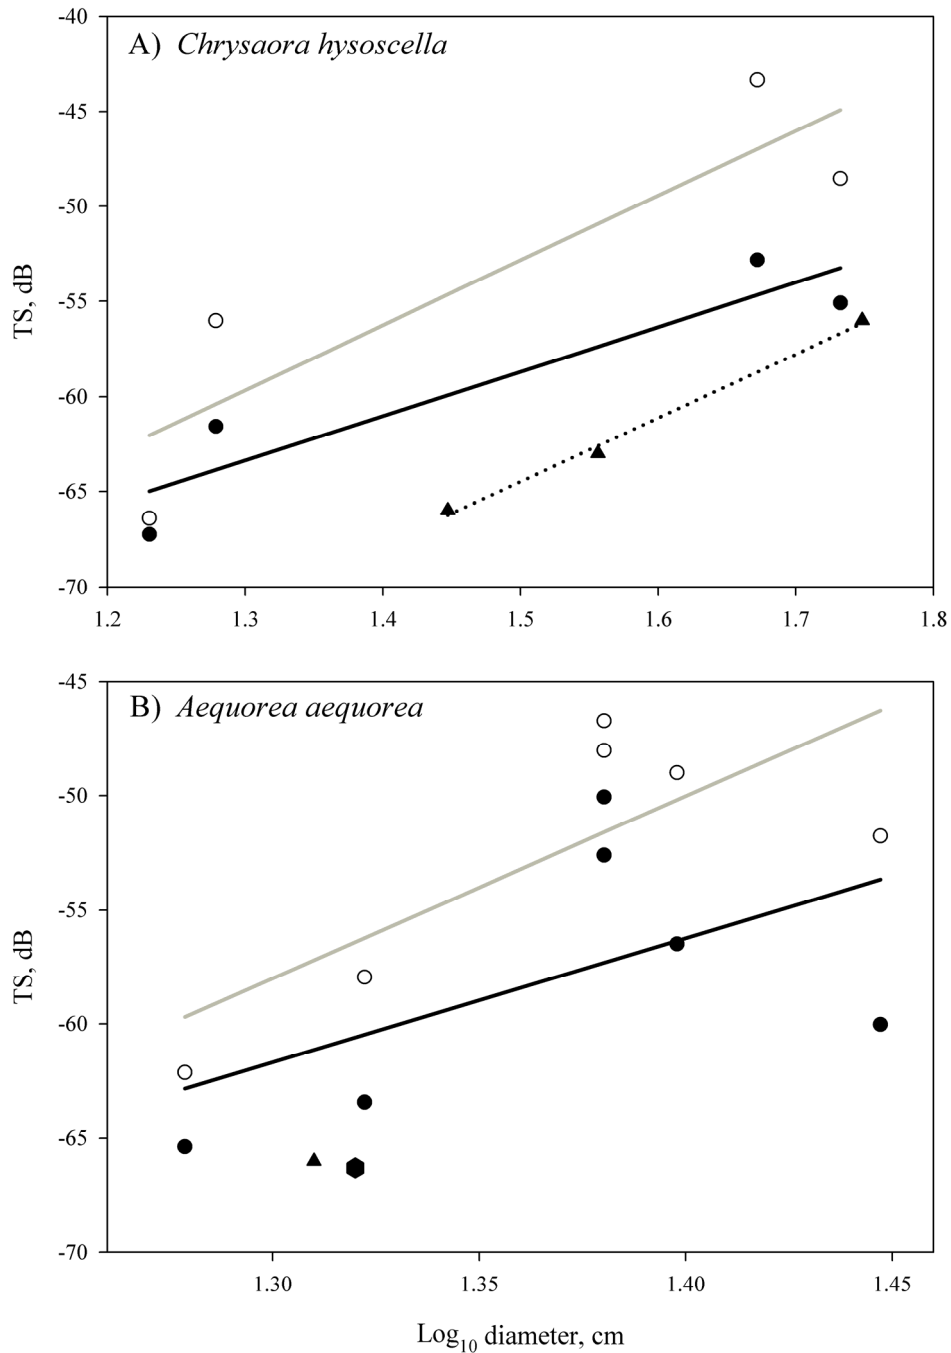 A) Chrysaora hysoscella
-40
-45
-50
-55
-60
-65
-70
TS, dB
1.2 1.3 1.4 1.5 1.6 1.7 1.8
B) Aequorea aequorea
-45
-50
-55
-60
-65
-70
TS, dB
1.30 1.35 1.40 1.45
Log10 diameter, cm